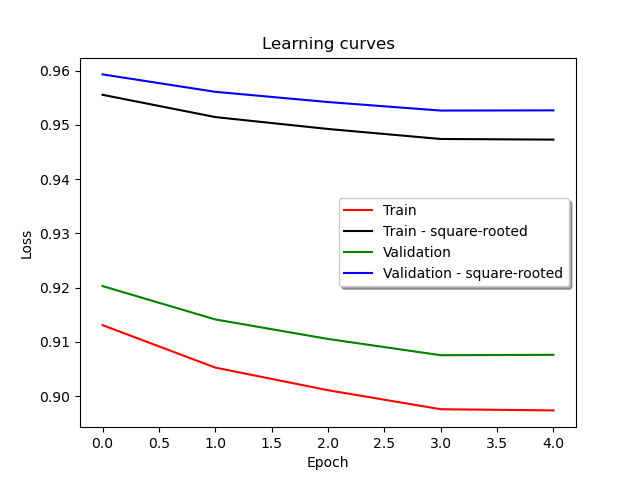 Learning curves
0.96
0.95
0.94
0.93
0.92
0.91
0.90
Loss
Train
Train - square-rooted
Validation
Validation - square-rooted
0.0 0.5 1.0 1.5 2.0 2.5 3.0 3.5 4.0
Epoch